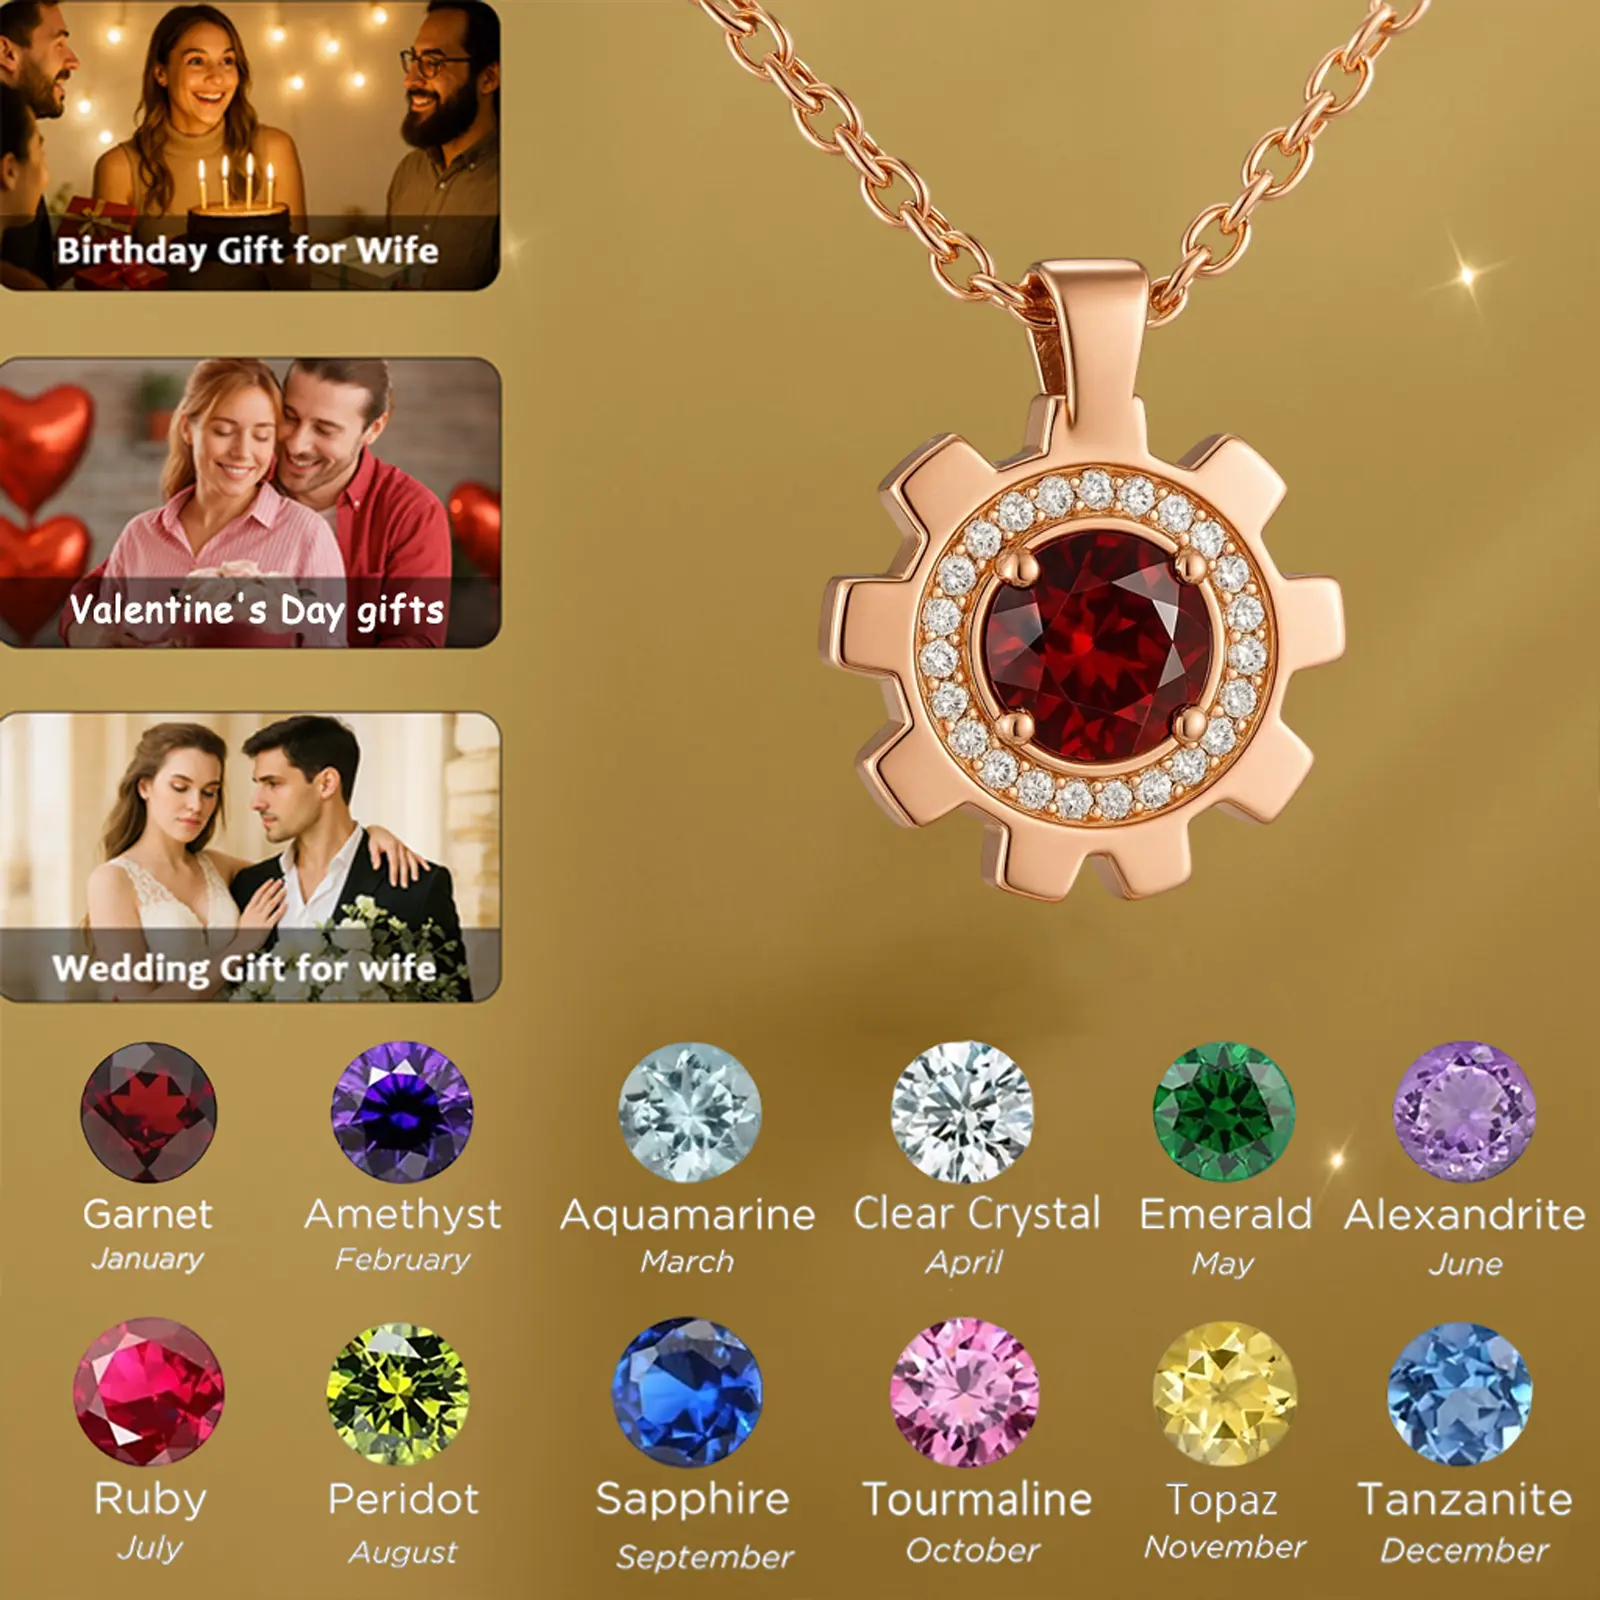 Birthday Gift for Wife
Valentine's Day gifts
Wedding Gift for wife
Garnet
January
Amethyst
February
Aquamarine
March
Clear Crystal
April
Emerald
May
Alexandrite
June
Ruby
July
Peridot
August
Sapphire
September
Tourmaline
October
Topaz
November
Tanzanite
December